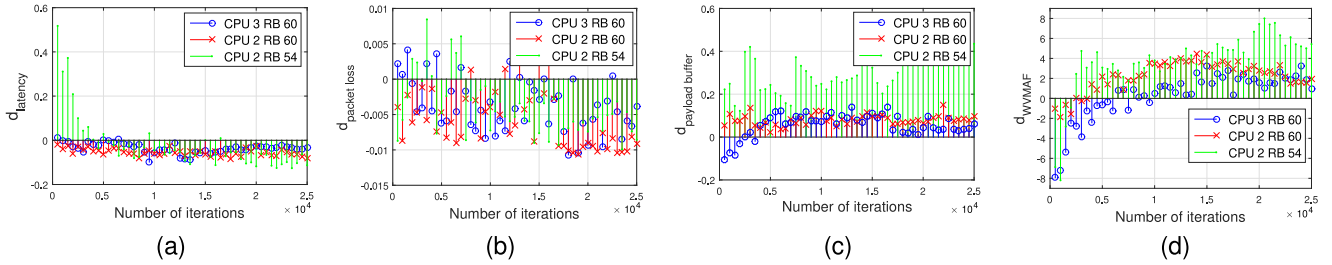 0.6
0.4
0.2
0
-0.2
d_latency
0
0.5
1
1.5
2
2.5
× 10^4
Number of iterations
CPU 3 RB 60
CPU 2 RB 60
CPU 2 RB 54
(a)
0.005
0
-0.005
-0.01
-0.015
d_packet loss
0
0.5
1
1.5
2
2.5
× 10^4
Number of iterations
CPU 3 RB 60
CPU 2 RB 60
CPU 2 RB 54
(b)
0.6
0.4
0.2
0
-0.2
d_payload buffer
0
0.5
1
1.5
2
2.5
× 10^4
Number of iterations
CPU 3 RB 60
CPU 2 RB 60
CPU 2 RB 54
(c)
8
6
4
2
0
-2
-4
-6
-8
d_WVMAF
0
0.5
1
1.5
2
2.5
× 10^4
Number of iterations
CPU 3 RB 60
CPU 2 RB 60
CPU 2 RB 54
(d)